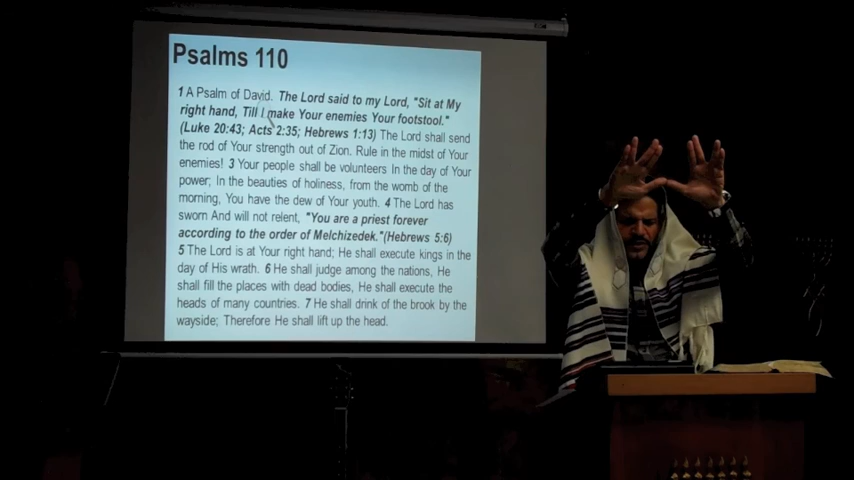 Psalms 110
1 A Psalm of David. The Lord said to my Lord, "Sit at My
right hand, Till I make Your enemies Your footstool."
(Luke 20:43; Acts 2:35; Hebrews 1:13) The Lord shall send
the rod of Your strength out of Zion. Rule in the midst of Your
enemies! 3 Your people shall be volunteers In the day of Your
power; In the beauties of holiness, from the womb of the
morning, You have the dew of Your youth. 4 The Lord has
sworn And will not relent, "You are a priest forever
according to the order of Melchizedek."(Hebrews 5:6)
5 The Lord is at Your right hand; He shall execute kings in the
day of His wrath. 6 He shall judge among the nations, He
shall fill the places with dead bodies, He shall execute the
heads of many countries. 7 He shall drink of the brook by the
wayside; Therefore He shall lift up the head.